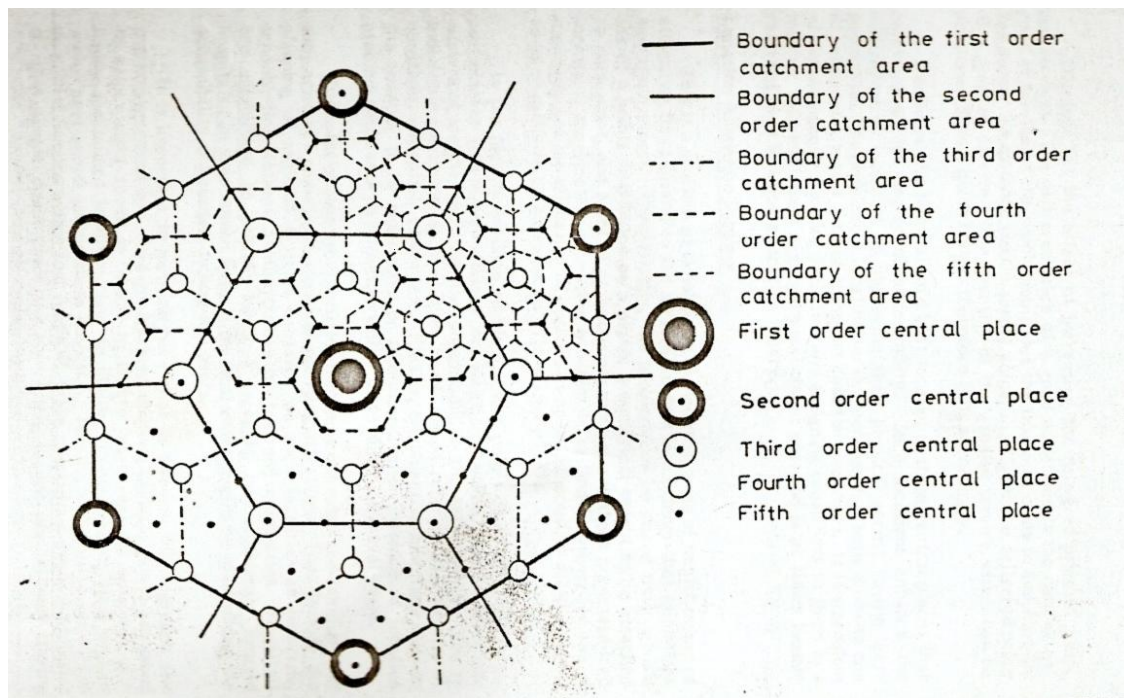 Boundary of the first order
catchment area
Boundary of the second
order catchment area
Boundary of the third order
catchment area
Boundary of the fourth
order catchment area
Boundary of the fifth order
catchment area
First order central place
Second order central place
Third order central place
Fourth order central place
Fifth order central place